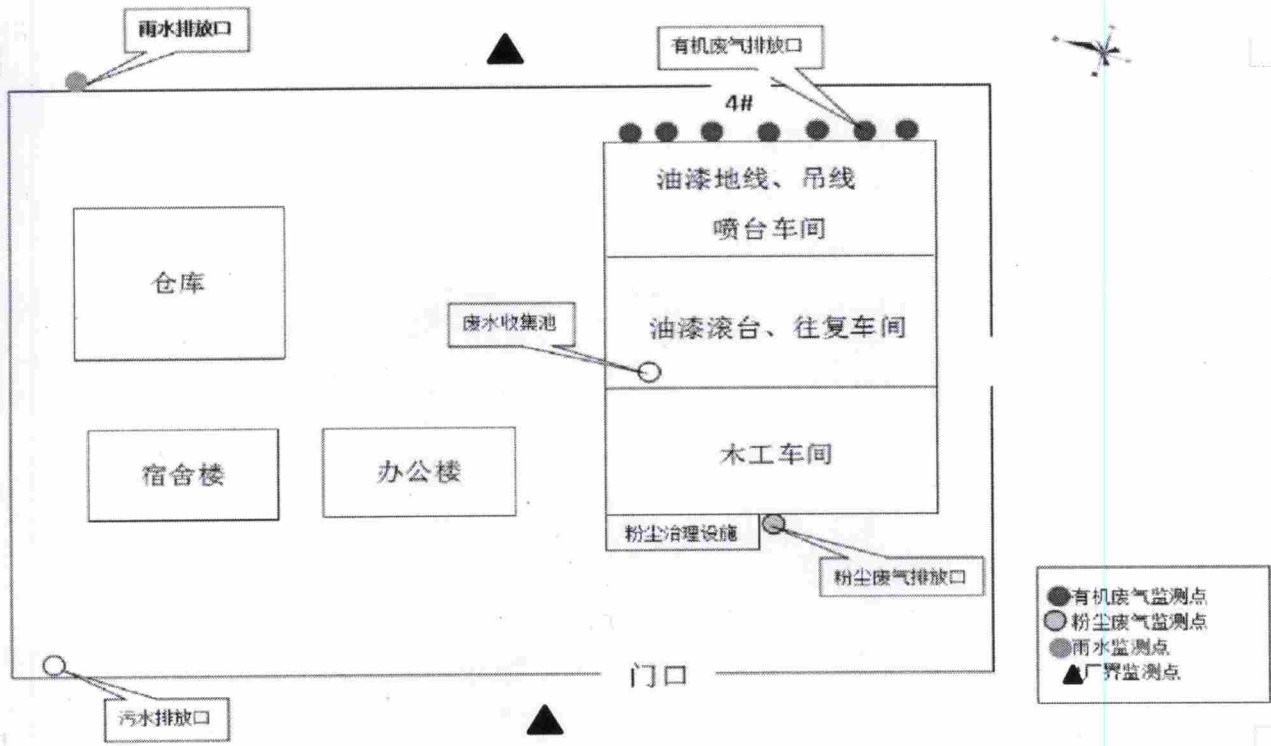 雨水排放口
有机废气排放口
4#
油漆地线、吊线
喷台车间
仓库
废水收集池
油漆滚台、往复车间
木工车间
宿舍楼
办公楼
粉尘治理设施
粉尘废气排放口
有机废气监测点
粉尘废气监测点
雨水监测点
厂界监测点
门口
污水排放口